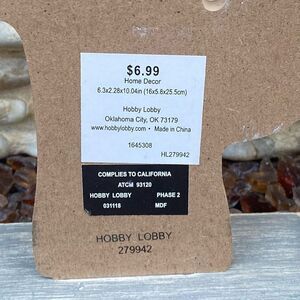 $6.99
Home Decor
6.3x2.28x10.04in (16x5.8x25.5cm)
Hobby Lobby
Oklahoma City, OK 73179
www.hobbylobby.com • Made in China
1645308
HL279942
COMPLIES TO CALIFORNIA
ATCM 93120
HOBBY LOBBY PHASE 2
031118 MDF
HOBBY LOBBY
279942